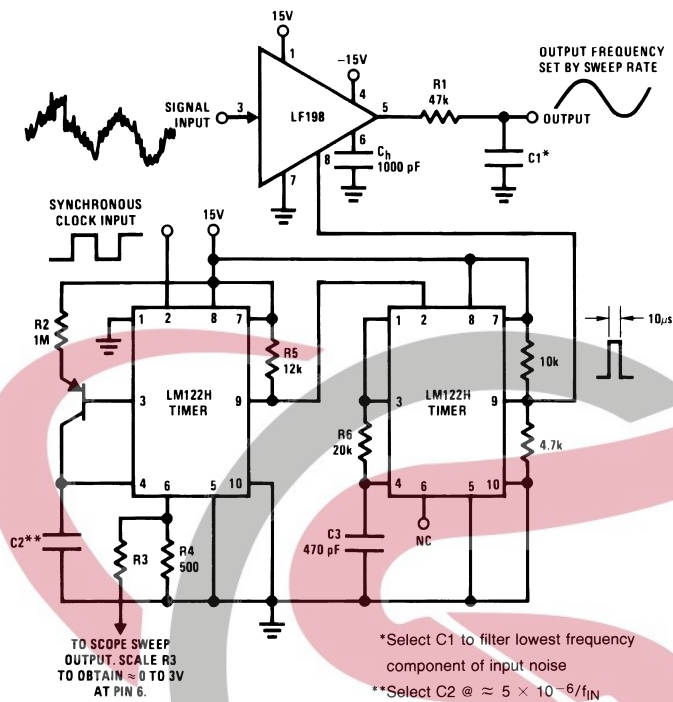 15V
1
-15V
OUTPUT FREQUENCY
SET BY SWEEP RATE
4
SIGNAL
INPUT
3
LF198
5
R1
47k
OUTPUT
6
8
Ch
1000 pF
C1*
7
SYNCHRONOUS
CLOCK INPUT
15V
R2
1M
1
2
8
7
R5
12k
3
LM122H
TIMER
9
4
6
5
10
C2**
R3
R4
500
1
2
8
7
10k
10μs
3
LM122H
TIMER
9
R6
20k
4.7k
4
6
5
10
C3
470 pF
NC
TO SCOPE SWEEP
OUTPUT. SCALE R3
TO OBTAIN ≈ 0 TO 3V
AT PIN 6.
*Select C1 to filter lowest frequency
component of input noise
**Select C2 @ ≈ 5 × 10⁻⁶/fIN